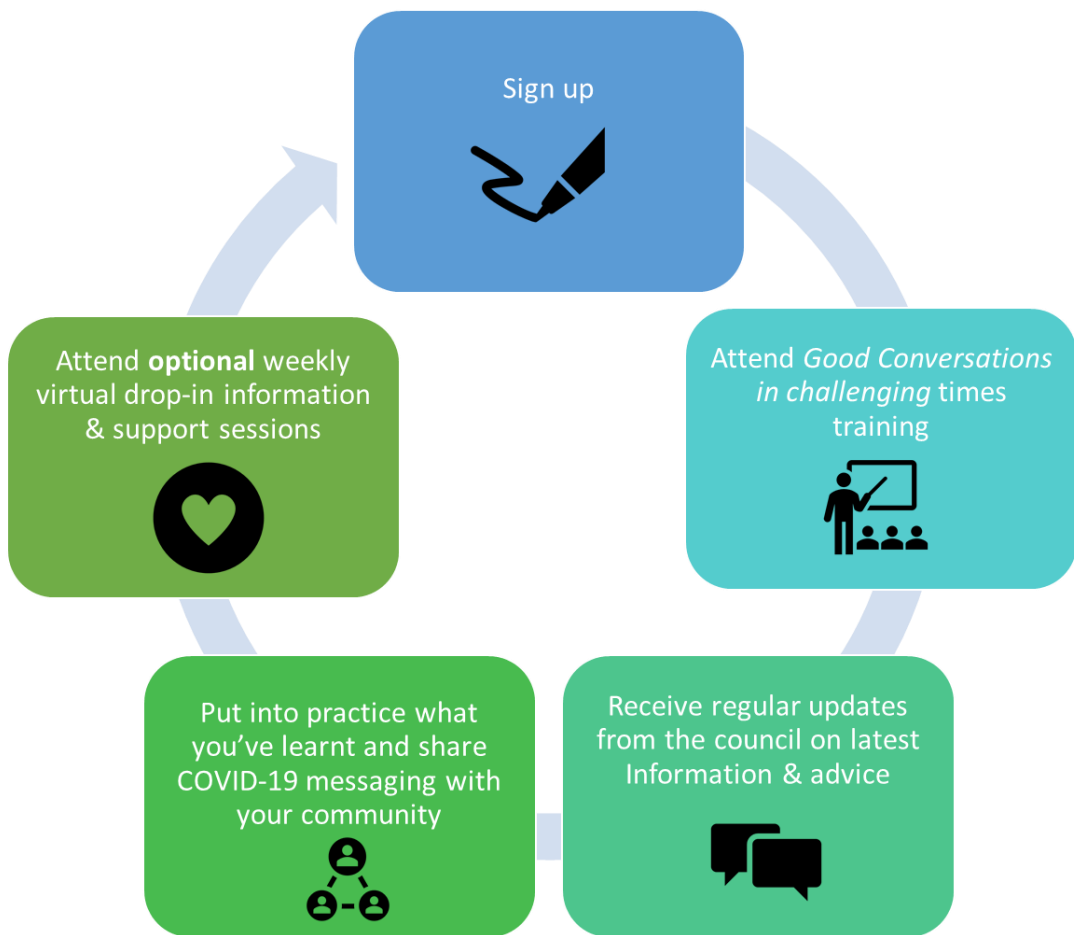 Sign up
Attend Good Conversations
in challenging times
training
Receive regular updates
from the council on latest
Information & advice
Put into practice what
you’ve learnt and share
COVID-19 messaging with
your community
Attend optional weekly
virtual drop-in information
& support sessions